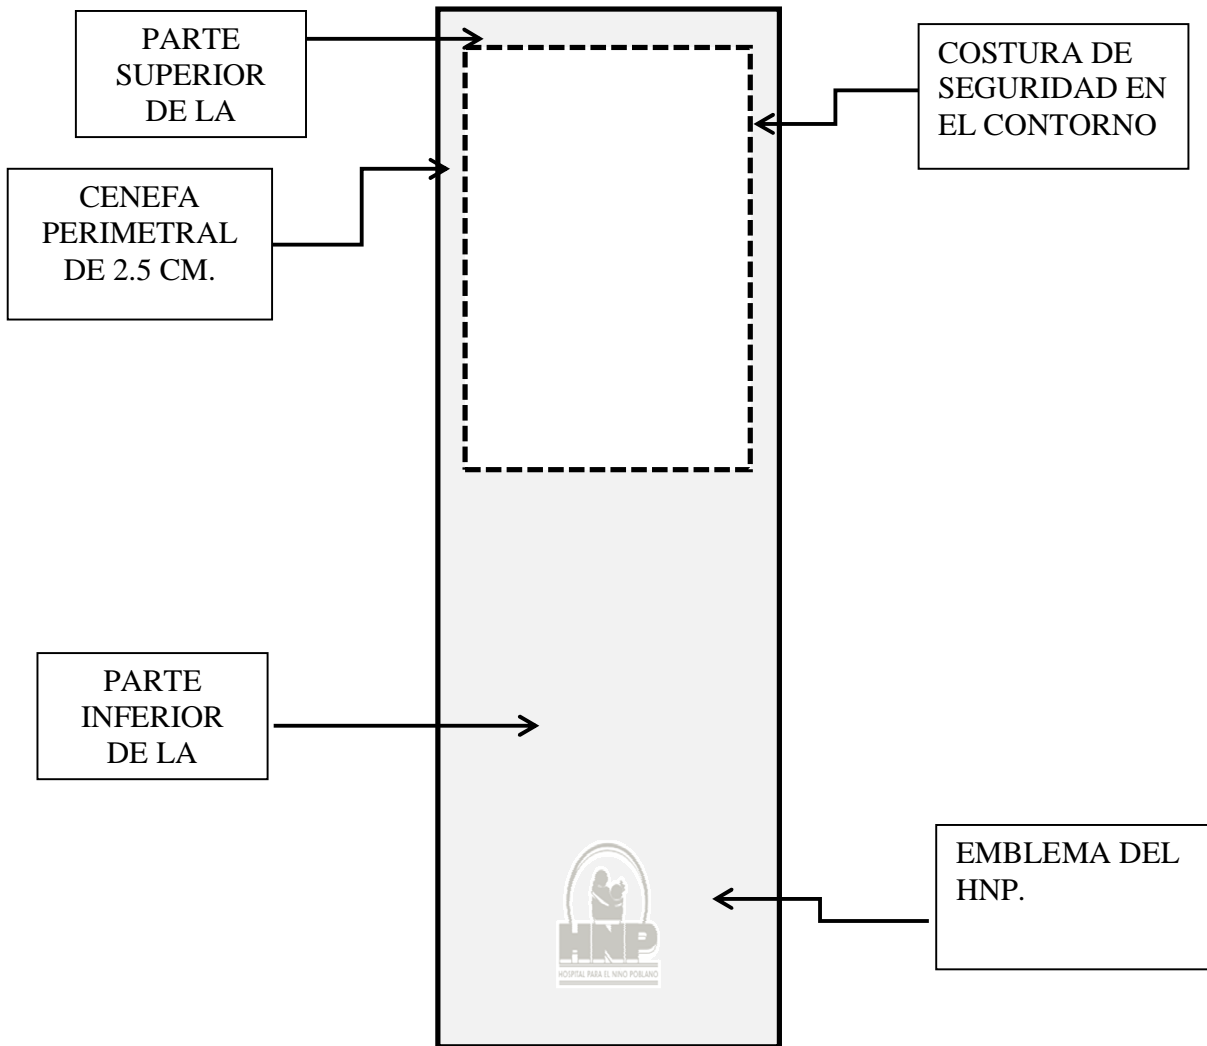 PARTE
SUPERIOR
DE LA
COSTURA DE
SEGURIDAD EN
EL CONTORNO
CENEFA
PERIMETRAL
DE 2.5 CM.
PARTE
INFERIOR
DE LA
EMBLEMA DEL
HNP.
HNP
HOSPITAL PARA EL NIÑO POBLANO